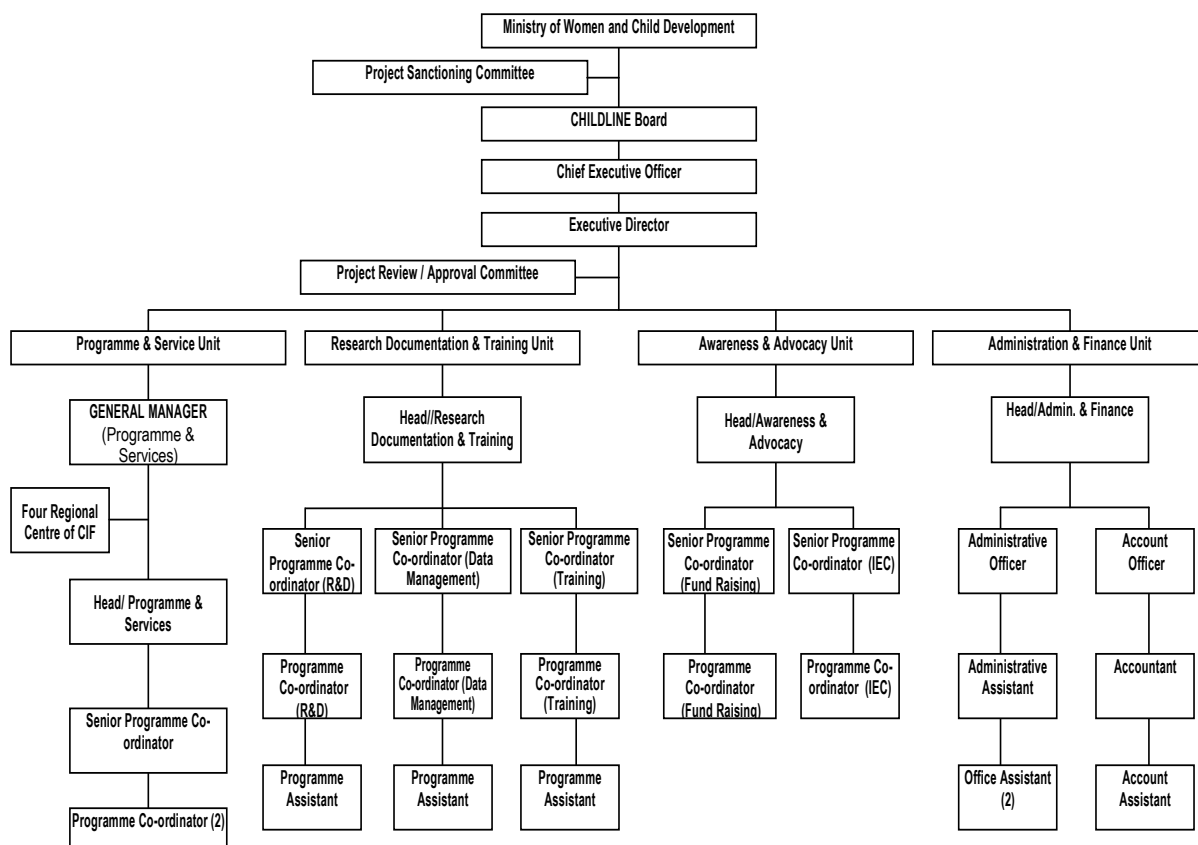 Ministry of Women and Child Development
Project Sanctioning Committee
CHILDLINE Board
Chief Executive Officer
Executive Director
Project Review / Approval Committee
Programme & Service Unit
Research Documentation & Training Unit
Awareness & Advocacy Unit
Administration & Finance Unit
GENERAL MANAGER
(Programme &
Services)
Head//Research
Documentation & Training
Head/Awareness &
Advocacy
Head/Admin. & Finance
Four Regional
Centre of CIF
Head/ Programme &
Services
Senior Programme Co-
ordinator
Programme Co-ordinator (2)
Senior
Programme Co-
ordinator (R&D)
Senior Programme
Co-ordinator (Data
Management)
Senior Programme
Co-ordinator
(Training)
Senior Programme
Co-ordinator
(Fund Raising)
Senior Programme
Co-ordinator (IEC)
Administrative
Officer
Account
Officer
Programme
Co-ordinator
(R&D)
Programme
Co-ordinator (Data
Management)
Programme
Co-ordinator
(Training)
Programme
Co-ordinator
(Fund Raising)
Programme Co-
ordinator (IEC)
Administrative
Assistant
Accountant
Programme
Assistant
Programme
Assistant
Programme
Assistant
Office Assistant
(2)
Account
Assistant